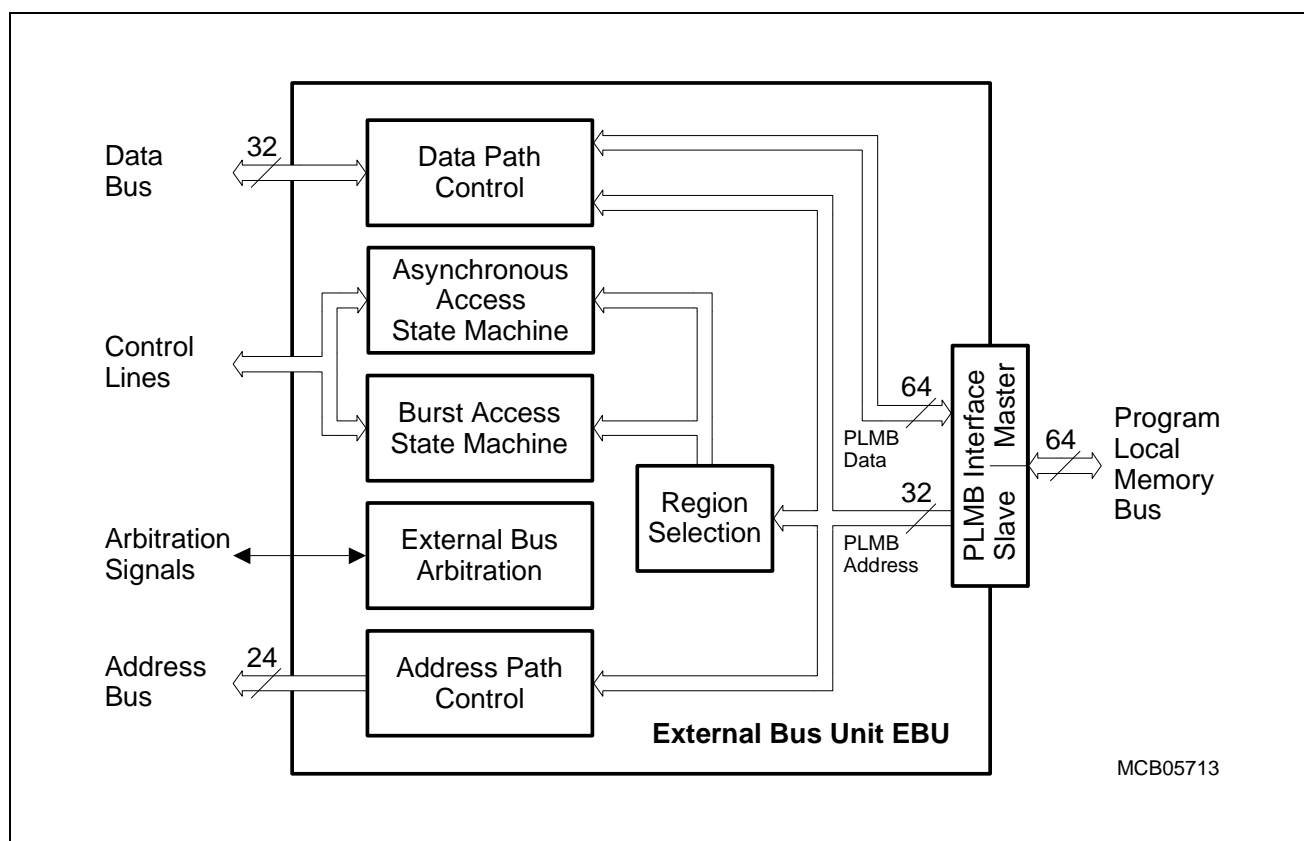 Data
Bus
32
Data Path
Control
Asynchronous
Access
State Machine
Control
Lines
Burst Access
State Machine
64
PLMB
Data
PLMB Interface
Master
Slave
64
Program
Local
Memory
Bus
Region
Selection
32
PLMB
Address
Arbitration
Signals
External Bus
Arbitration
Address
Bus
24
Address Path
Control
External Bus Unit EBU
MCB05713